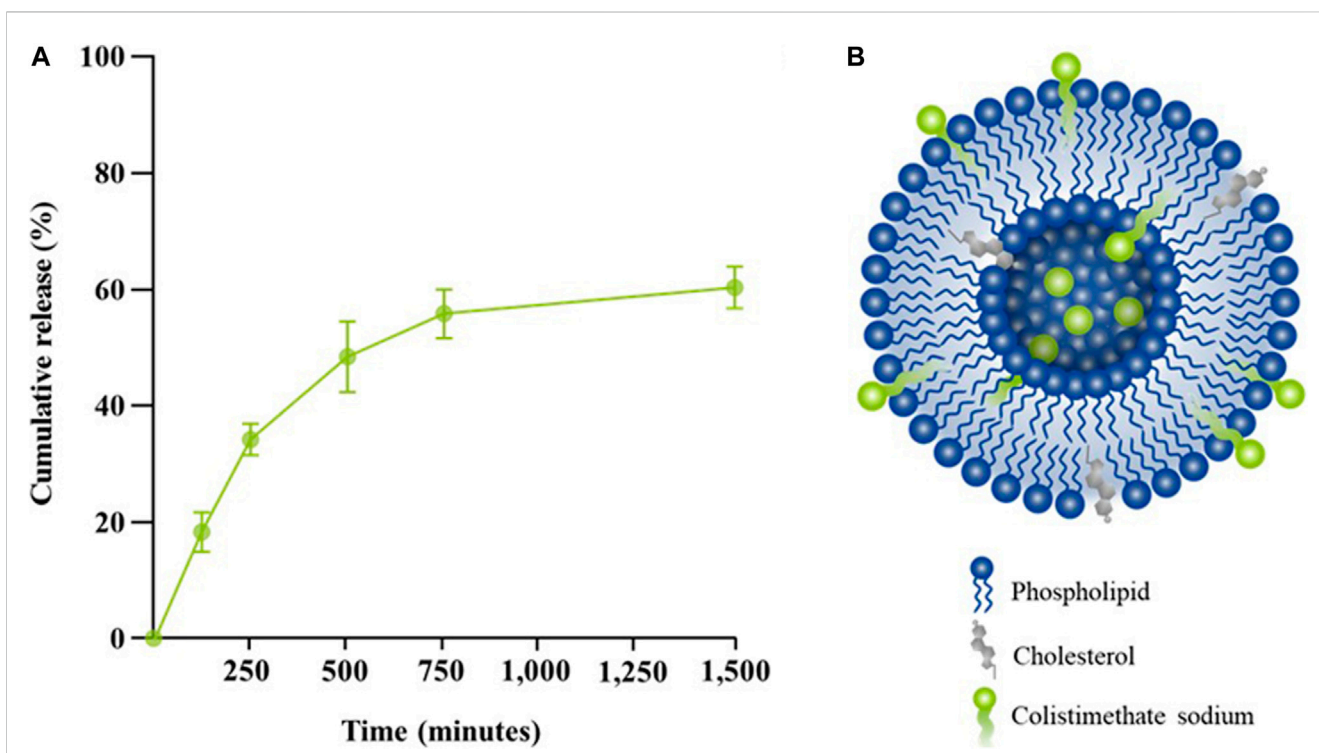 A
B
100
80
60
40
20
0
Cumulative release (%)
250 500 750 1,000 1,250 1,500
Time (minutes)
Phospholipid
Cholesterol
Colistimethate sodium